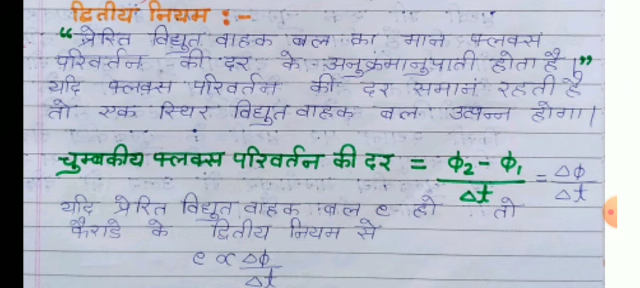 द्वितीय नियम :-
“प्रेरित विद्युत वाहक बल का मान फ्लक्स
परिवर्तन की दर के अनुक्रमानुपाती होता है।”
यदि फ्लक्स परिवर्तन की दर समान रहती है
तो एक स्थिर विद्युत वाहक बल उत्पन्न होगा।
चुम्बकीय फ्लक्स परिवर्तन की दर = ϕ₂ - ϕ₁ / Δt = Δϕ / Δt
यदि प्रेरित विद्युत वाहक बल e हो तो
फैराडे के द्वितीय नियम से
e ∝ Δϕ / Δt